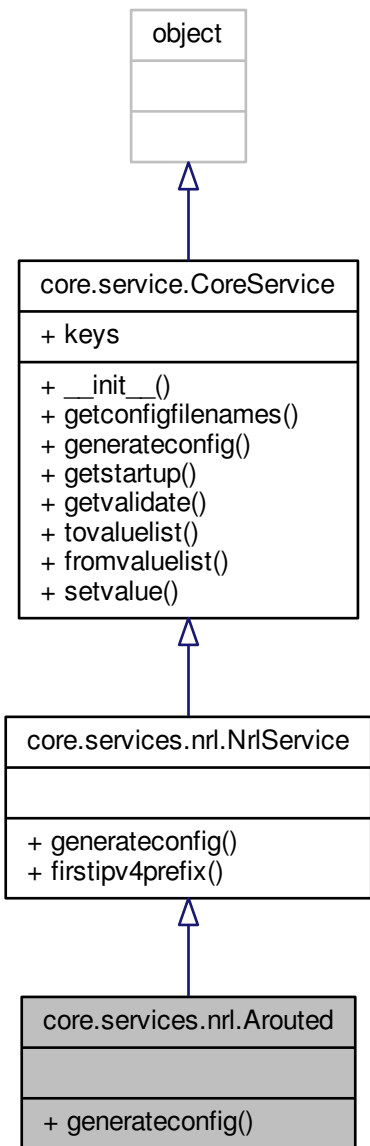 object
core.service.CoreService
+ keys
+ __init__()
+ getconfigfilenames()
+ generateconfig()
+ getstartup()
+ getvalidate()
+ tovaluelist()
+ fromvaluelist()
+ setvalue()
core.services.nrl.NrlService
+ generateconfig()
+ firstipv4prefix()
core.services.nrl.Arouted
+ generateconfig()